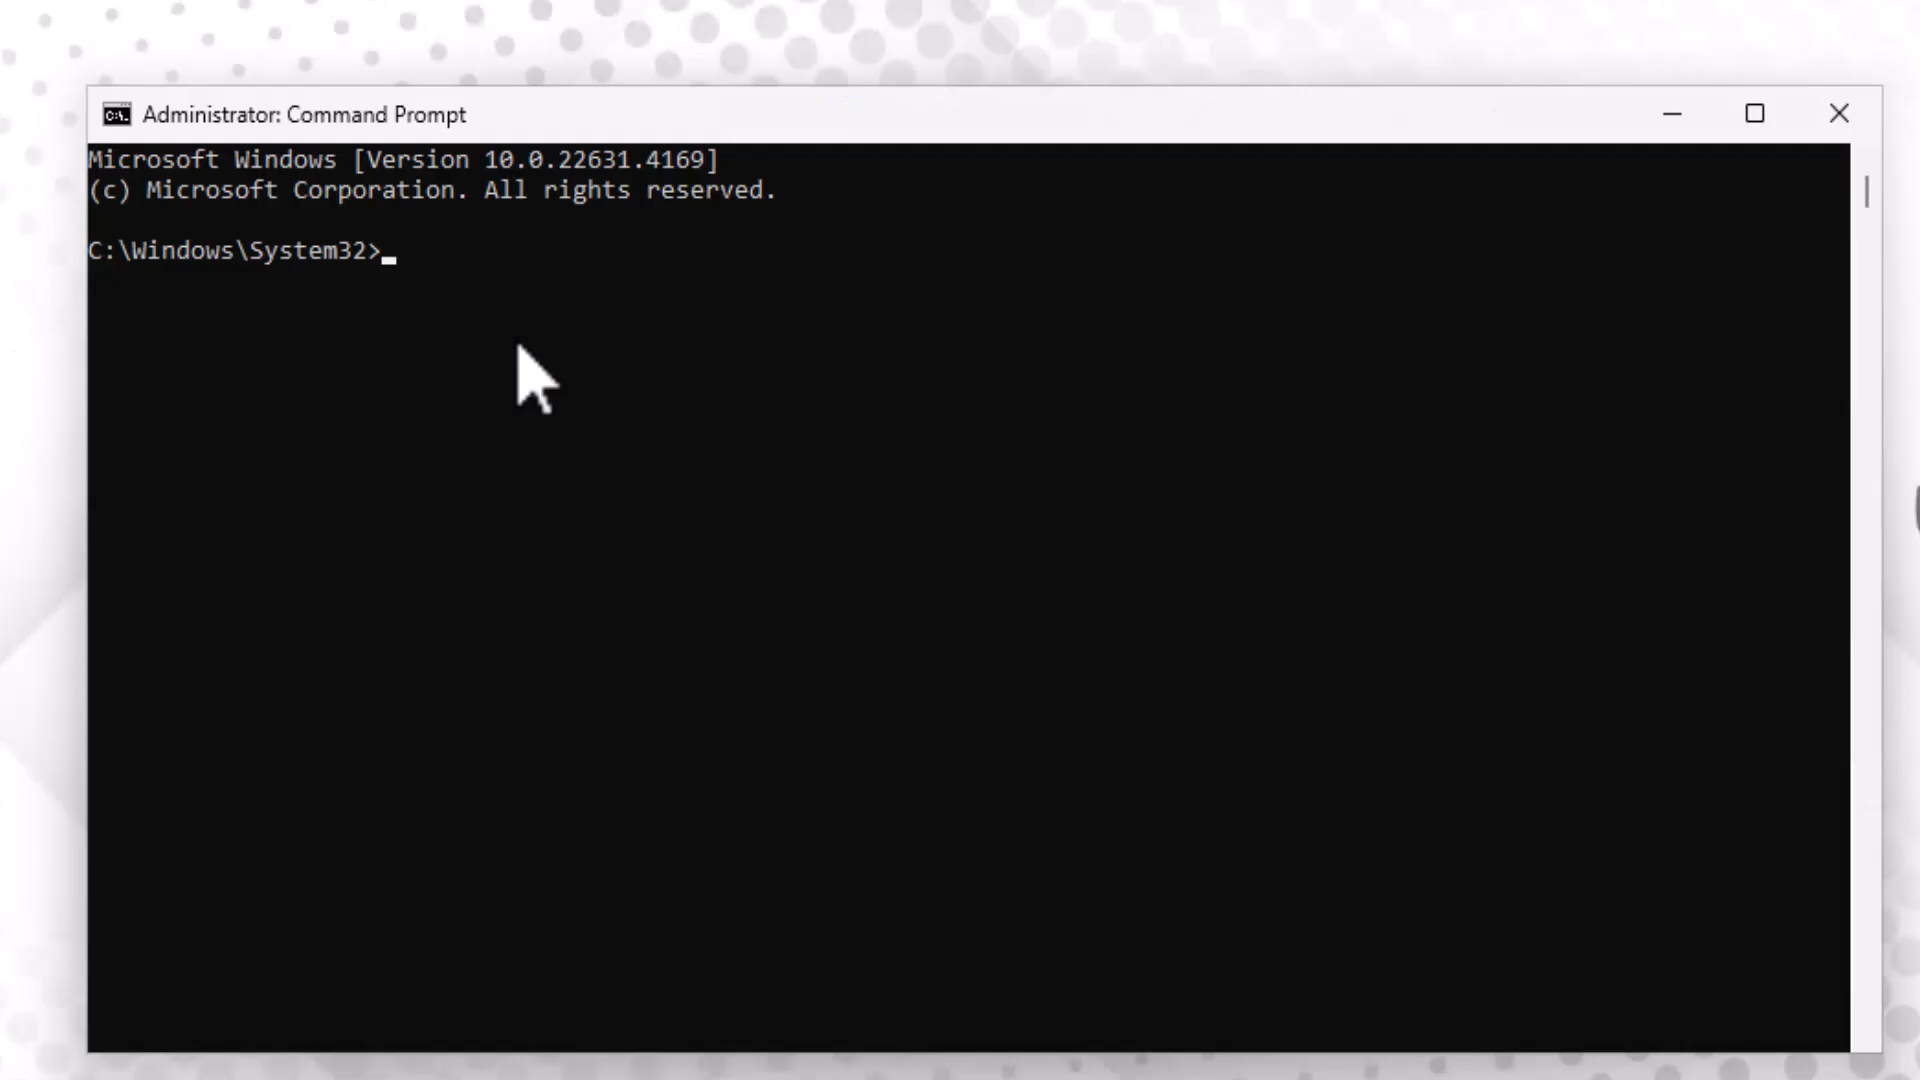 Administrator: Command Prompt
Microsoft Windows [Version 10.0.22631.4169]
(c) Microsoft Corporation. All rights reserved.
C:\Windows\System32>